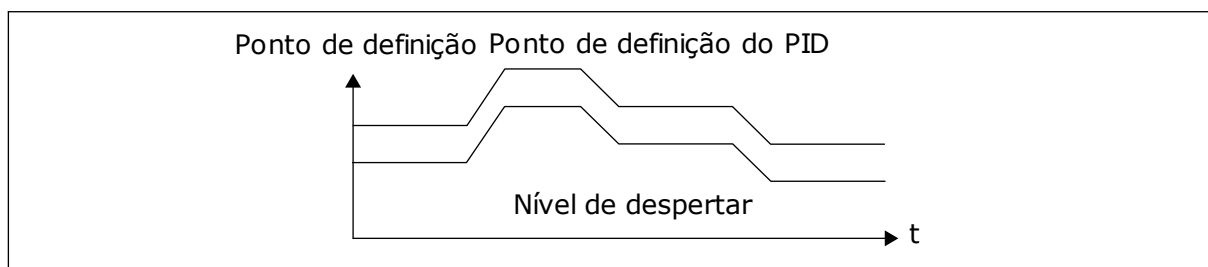 Ponto de definição Ponto de definição do PID
Nível de despertar
t